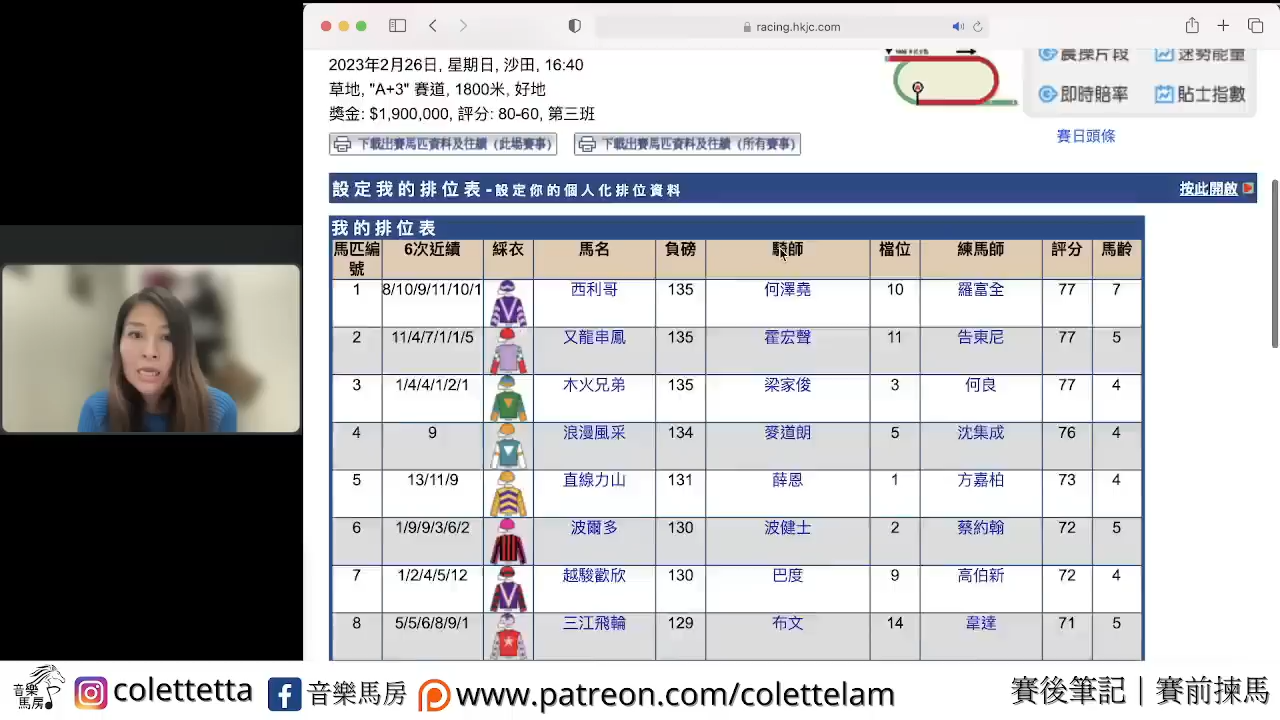 racing.hkjc.com
2023年2月26日, 星期日, 沙田, 16:40
草地, "A+3" 賽道, 1800米, 好地
獎金: $1,900,000, 評分: 80-60, 第三班
晨操片段 速勢能量
即時賠率 貼士指數
賽日頭條
下載出賽馬匹資料及往績 (此場賽事) 下載出賽馬匹資料及往績 (所有賽事)
設定我的排位表-設定你的個人化排位資料 按此開啟
我的排位表
馬匹編號 6次近績 綵衣 馬名 負磅 騎師 檔位 練馬師 評分 馬齡
1 8/10/9/11/10/1 西利哥 135 何澤堯 10 羅富全 77 7
2 11/4/7/1/1/5 又龍串鳳 135 霍宏聲 11 告東尼 77 5
3 1/4/4/1/2/1 木火兄弟 135 梁家俊 3 何良 77 4
4 9 浪漫風采 134 麥道朗 5 沈集成 76 4
5 13/11/9 直線力山 131 薛恩 1 方嘉柏 73 4
6 1/9/9/3/6/2 波爾多 130 波健士 2 蔡約翰 72 5
7 1/2/4/5/12 越駿歡欣 130 巴度 9 高伯新 72 4
8 5/5/6/8/9/1 三江飛輪 129 布文 14 韋達 71 5
音樂馬房 colettetta 音樂馬房 www.patreon.com/colettelam 賽後筆記｜賽前揀馬